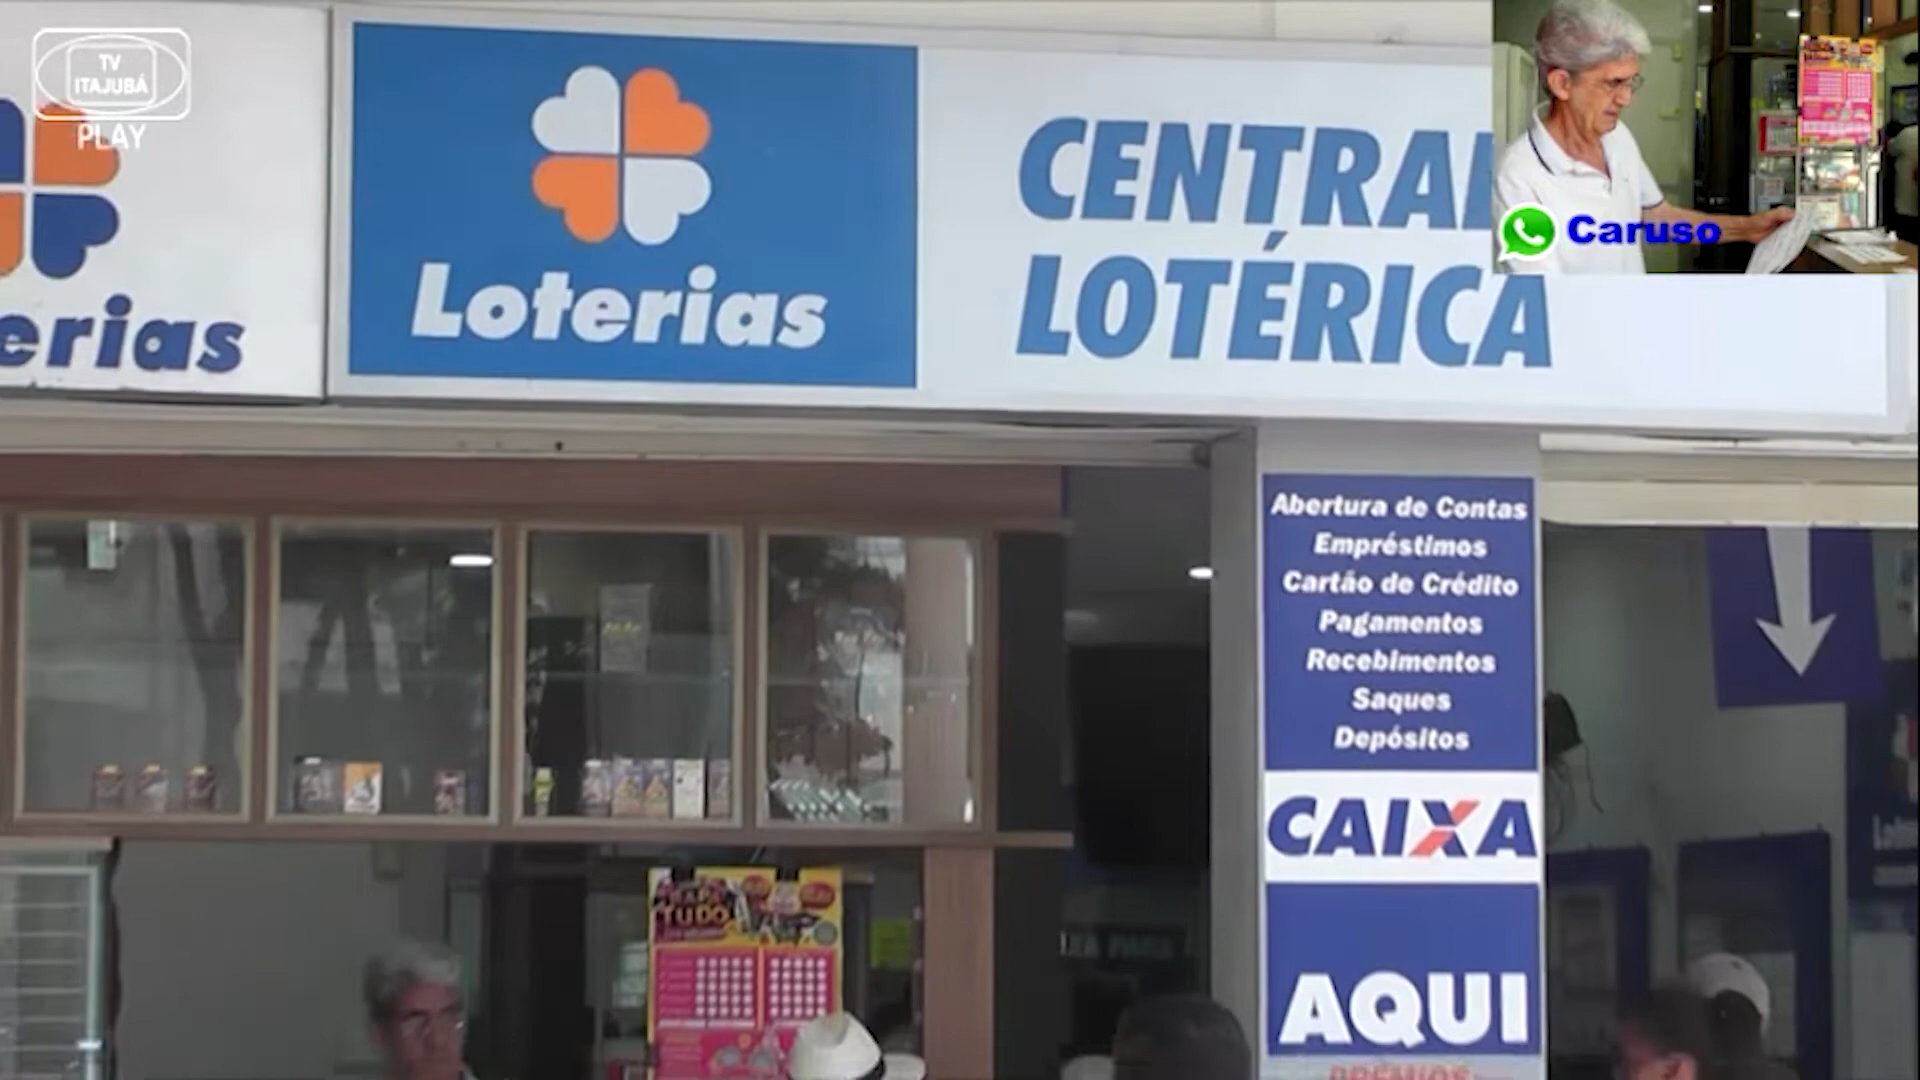 TV
ITAJUBÁ
PLAY
erias
Loterias
CENTRAL
LOTÉRICA
Caruso
Abertura de Contas
Empréstimos
Cartão de Crédito
Pagamentos
Recebimentos
Saques
Depósitos
CAIXA
AQUI
PRÊMIOS
TUDO